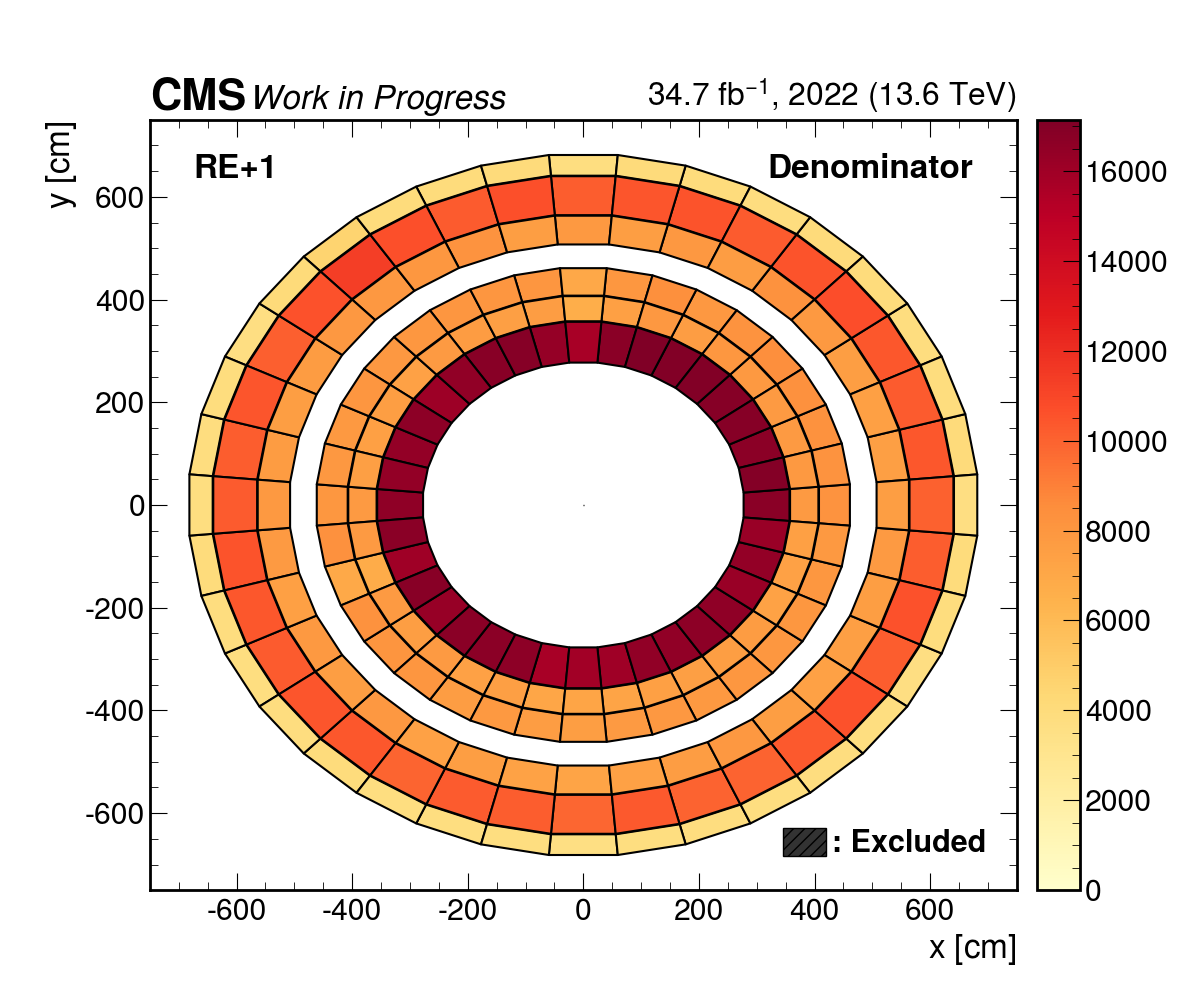 CMS Work in Progress 34.7 fb⁻¹, 2022 (13.6 TeV)
y [cm]
RE+1 Denominator
600
400
200
0
-200
-400
-600
: Excluded
-600 -400 -200 0 200 400 600
x [cm]
16000
14000
12000
10000
8000
6000
4000
2000
0